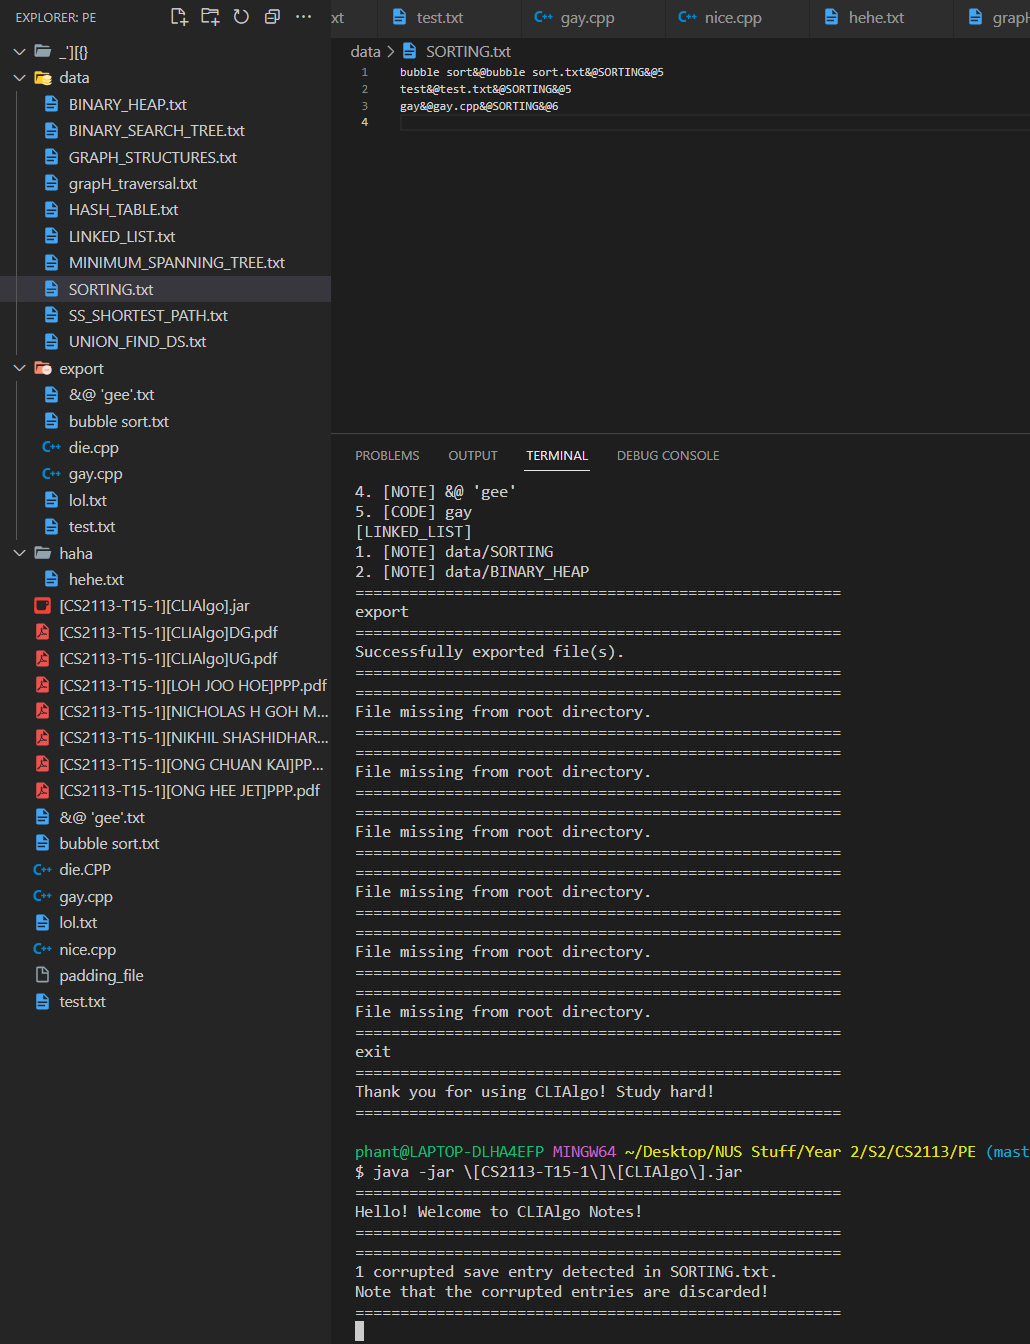 EXPLORER: PE
_'][{}
data
BINARY_HEAP.txt
BINARY_SEARCH_TREE.txt
GRAPH_STRUCTURES.txt
grapH_traversal.txt
HASH_TABLE.txt
LINKED_LIST.txt
MINIMUM_SPANNING_TREE.txt
SORTING.txt
SS_SHORTEST_PATH.txt
UNION_FIND_DS.txt
export
&@ 'gee'.txt
bubble sort.txt
C++ die.cpp
C++ gay.cpp
lol.txt
test.txt
haha
hehe.txt
[CS2113-T15-1][CLIAlgo].jar
[CS2113-T15-1][CLIAlgo]DG.pdf
[CS2113-T15-1][CLIAlgo]UG.pdf
[CS2113-T15-1][LOH JOO HOE]PPP.pdf
[CS2113-T15-1][NICHOLAS H GOH M...
[CS2113-T15-1][NIKHIL SHASHIDHAR...
[CS2113-T15-1][ONG CHUAN KAI]PP...
[CS2113-T15-1][ONG HEE JET]PPP.pdf
&@ 'gee'.txt
bubble sort.txt
C++ die.CPP
C++ gay.cpp
lol.txt
C++ nice.cpp
padding_file
test.txt
xt test.txt C++ gay.cpp C++ nice.cpp hehe.txt grapH
data > SORTING.txt
1 bubble sort&@bubble sort.txt&@SORTING&@5
2 test&@test.txt&@SORTING&@5
3 gay&@gay.cpp&@SORTING&@6
4
PROBLEMS OUTPUT TERMINAL DEBUG CONSOLE
4. [NOTE] &@ 'gee'
5. [CODE] gay
[LINKED_LIST]
1. [NOTE] data/SORTING
2. [NOTE] data/BINARY_HEAP
======================================================
export
======================================================
Successfully exported file(s).
======================================================
======================================================
File missing from root directory.
======================================================
======================================================
File missing from root directory.
======================================================
======================================================
File missing from root directory.
======================================================
======================================================
File missing from root directory.
======================================================
======================================================
File missing from root directory.
======================================================
======================================================
File missing from root directory.
======================================================
exit
======================================================
Thank you for using CLIAlgo! Study hard!
======================================================
phant@LAPTOP-DLHA4EFP MINGW64 ~/Desktop/NUS Stuff/Year 2/S2/CS2113/PE (mast
$ java -jar \[CS2113-T15-1\]\[CLIAlgo\].jar
======================================================
Hello! Welcome to CLIAlgo Notes!
======================================================
======================================================
1 corrupted save entry detected in SORTING.txt.
Note that the corrupted entries are discarded!
======================================================